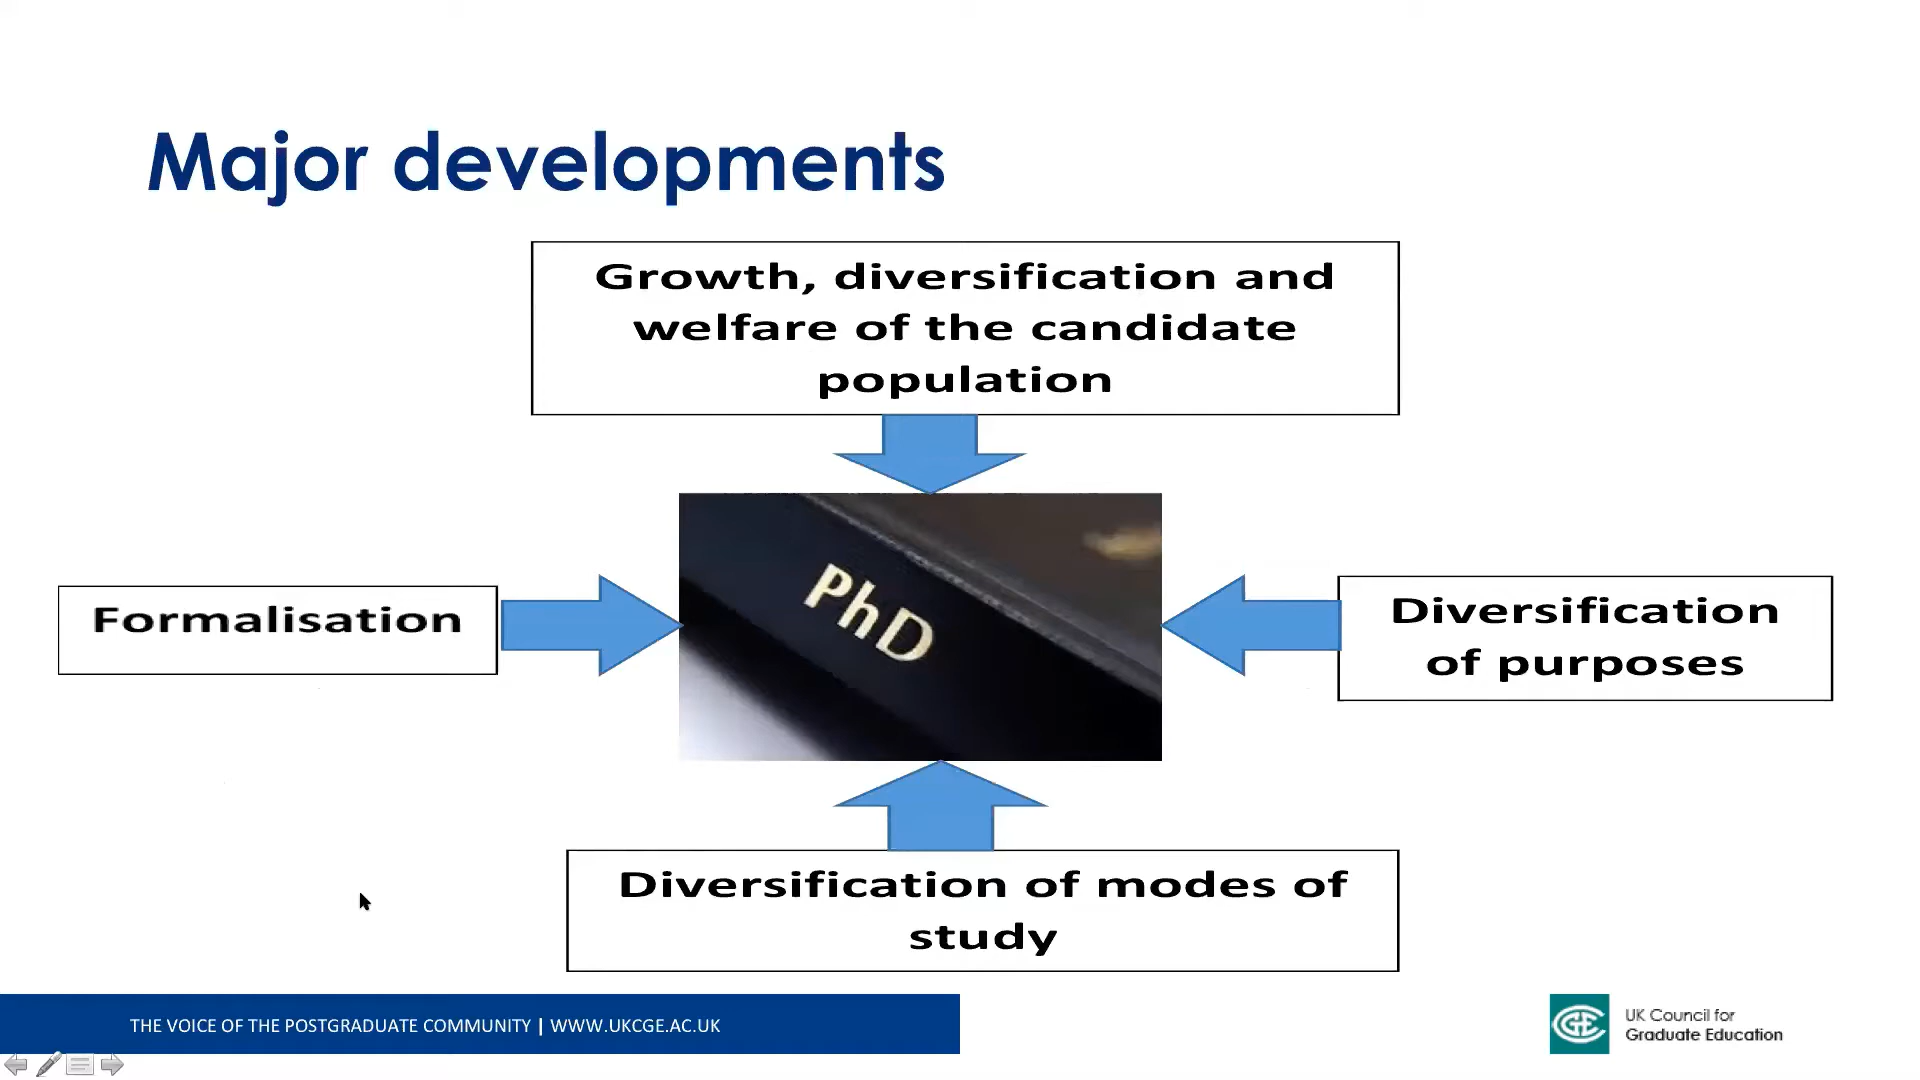 Major developments
Growth, diversification and
welfare of the candidate
population
PhD
Formalisation
Diversification
of purposes
Diversification of modes of
study
THE VOICE OF THE POSTGRADUATE COMMUNITY | WWW.UKCGE.AC.UK
CGE
UK Council for
Graduate Education